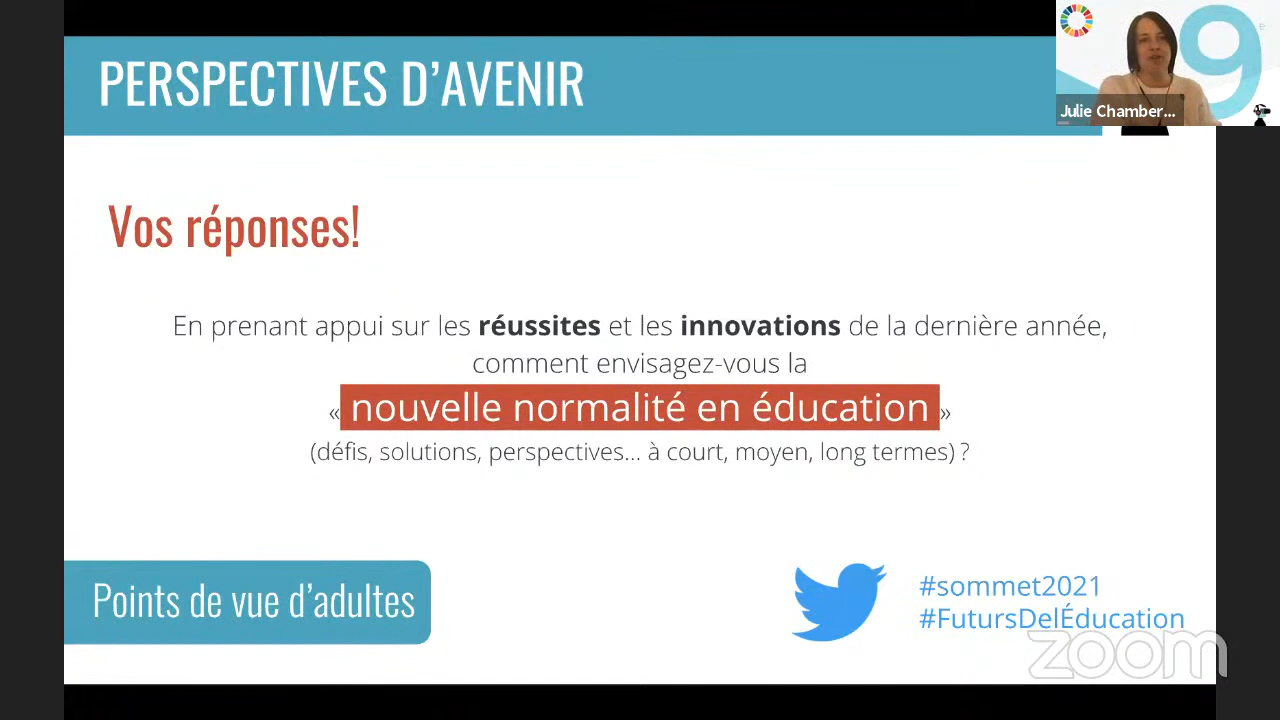 PERSPECTIVES D’AVENIR
9
e
Julie Chamber...
Vos réponses!
En prenant appui sur les réussites et les innovations de la dernière année,
comment envisagez-vous la
« nouvelle normalité en éducation »
(défis, solutions, perspectives... à court, moyen, long termes) ?
Points de vue d’adultes
#sommet2021
#FutursDelÉducation
zoom